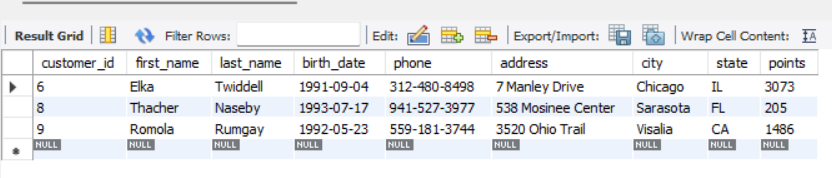 Result Grid Filter Rows: Edit: Export/Import: Wrap Cell Content: IA
customer_id first_name last_name birth_date phone address city state points
6 Elka Twiddell 1991-09-04 312-480-8498 7 Manley Drive Chicago IL 3073
8 Thacher Naseby 1993-07-17 941-527-3977 538 Mosinee Center Sarasota FL 205
9 Romola Rumgay 1992-05-23 559-181-3744 3520 Ohio Trail Visalia CA 1486
NULL NULL NULL NULL NULL NULL NULL NULL NULL